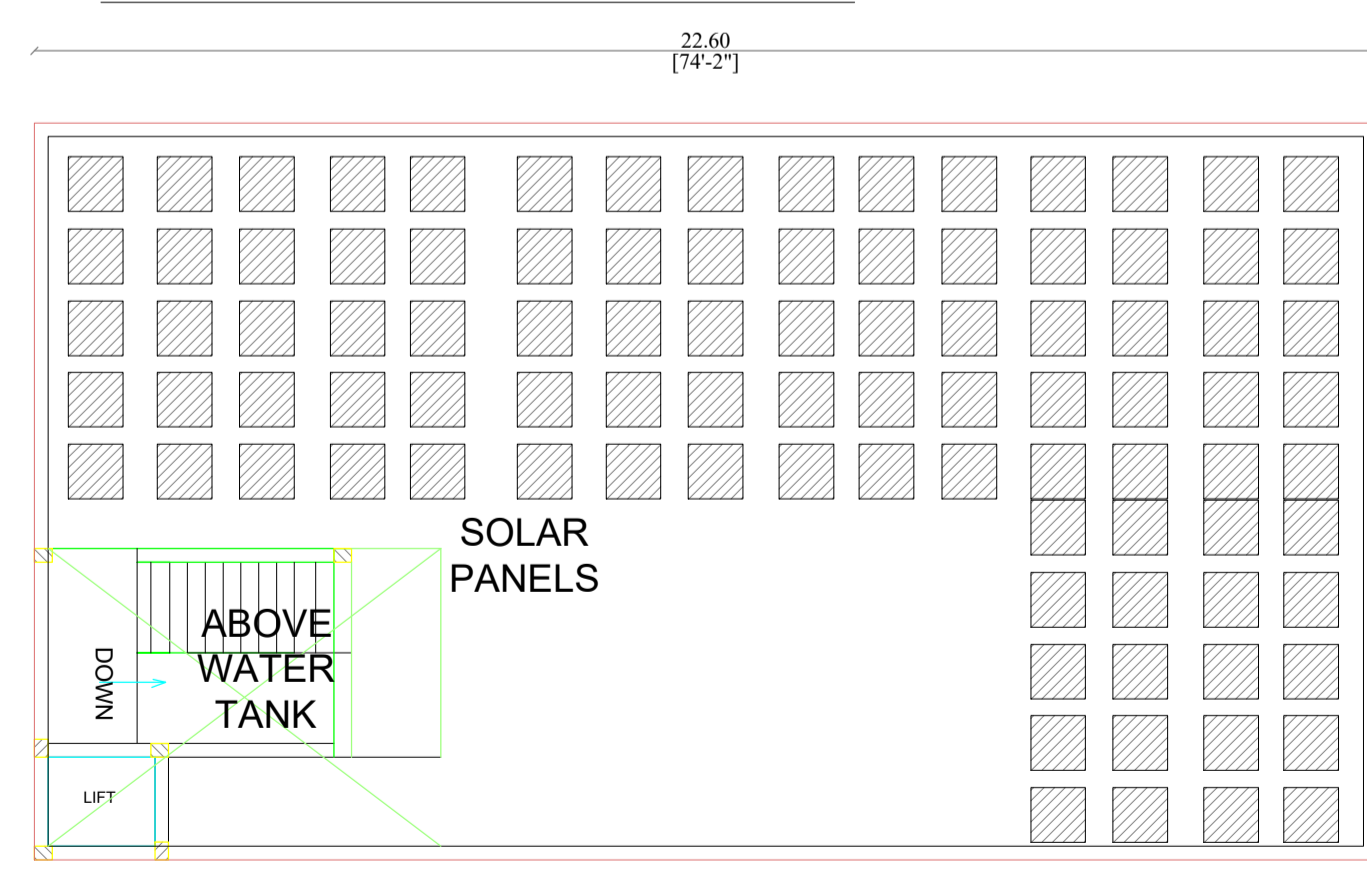 22.60
[74'-2"]
SOLAR
PANELS
ABOVE
WATER
TANK
DOWN
LIFT